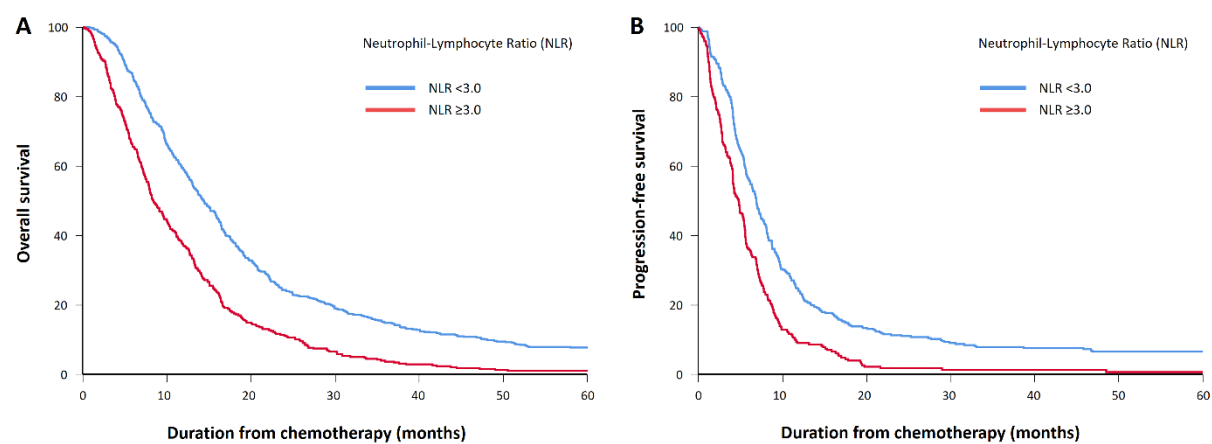 A
Neutrophil-Lymphocyte Ratio (NLR)
NLR <3.0
NLR ≥3.0
Overall survival
100
80
60
40
20
0
0 10 20 30 40 50 60
Duration from chemotherapy (months)
B
Neutrophil-Lymphocyte Ratio (NLR)
NLR <3.0
NLR ≥3.0
Progression-free survival
100
80
60
40
20
0
0 10 20 30 40 50 60
Duration from chemotherapy (months)